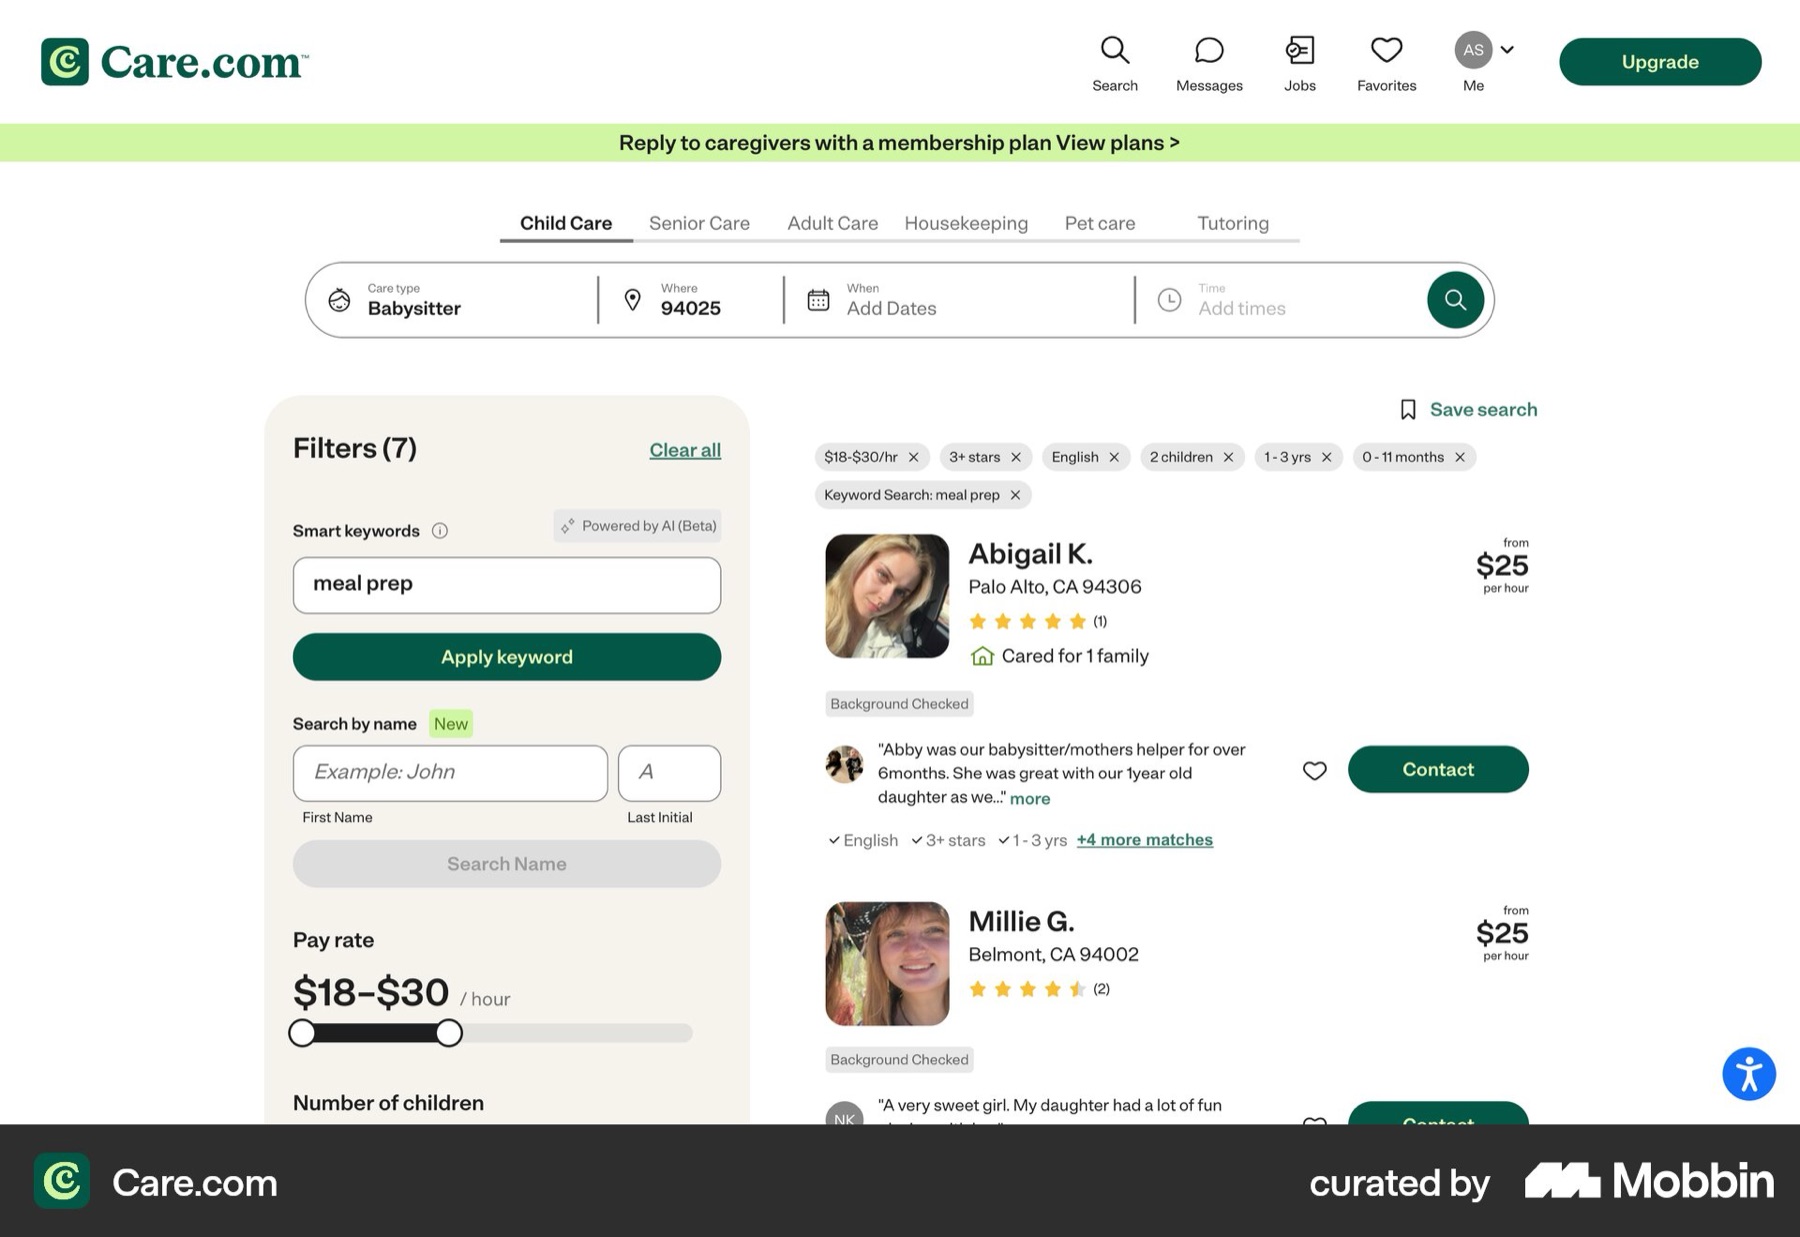 Care.com™
Search
Messages
Jobs
Favorites
AS
Me
Upgrade
Reply to caregivers with a membership plan View plans >
Child Care
Senior Care
Adult Care
Housekeeping
Pet care
Tutoring
Care type
Babysitter
Where
94025
When
Add Dates
Time
Add times
Filters (7)
Clear all
Smart keywords
Powered by AI (Beta)
meal prep
Apply keyword
Search by name
New
Example: John
A
First Name
Last Initial
Search Name
Pay rate
$18–$30 / hour
Number of children
Save search
$18-$30/hr
3+ stars
English
2 children
1 - 3 yrs
0 - 11 months
Keyword Search: meal prep
Abigail K.
Palo Alto, CA 94306
(1)
Cared for 1 family
from
$25
per hour
Background Checked
"Abby was our babysitter/mothers helper for over
6months. She was great with our 1year old
daughter as we..." more
Contact
English
3+ stars
1 - 3 yrs
+4 more matches
Millie G.
Belmont, CA 94002
(2)
from
$25
per hour
Background Checked
NK
"A very sweet girl. My daughter had a lot of fun
Contact
Care.com
curated by
Mobbin